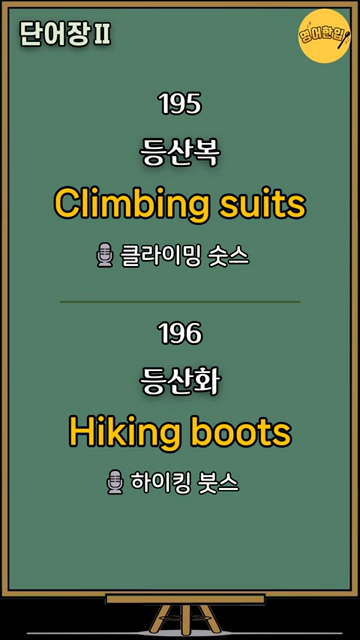 단어장 II
영어한입
195
등산복
Climbing suits
클라이밍 숫스
196
등산화
Hiking boots
하이킹 붓스